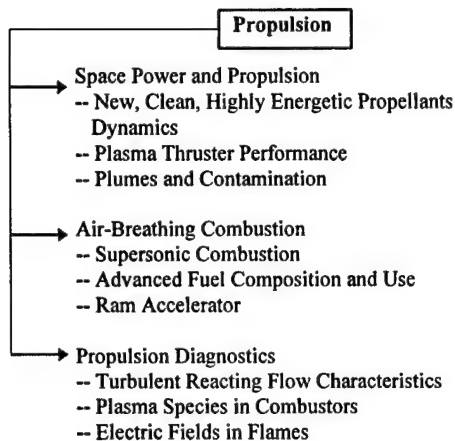 Propulsion
Space Power and Propulsion
-- New, Clean, Highly Energetic Propellants
Dynamics
-- Plasma Thruster Performance
-- Plumes and Contamination
Air-Breathing Combustion
-- Supersonic Combustion
-- Advanced Fuel Composition and Use
-- Ram Accelerator
Propulsion Diagnostics
-- Turbulent Reacting Flow Characteristics
-- Plasma Species in Combustors
-- Electric Fields in Flames